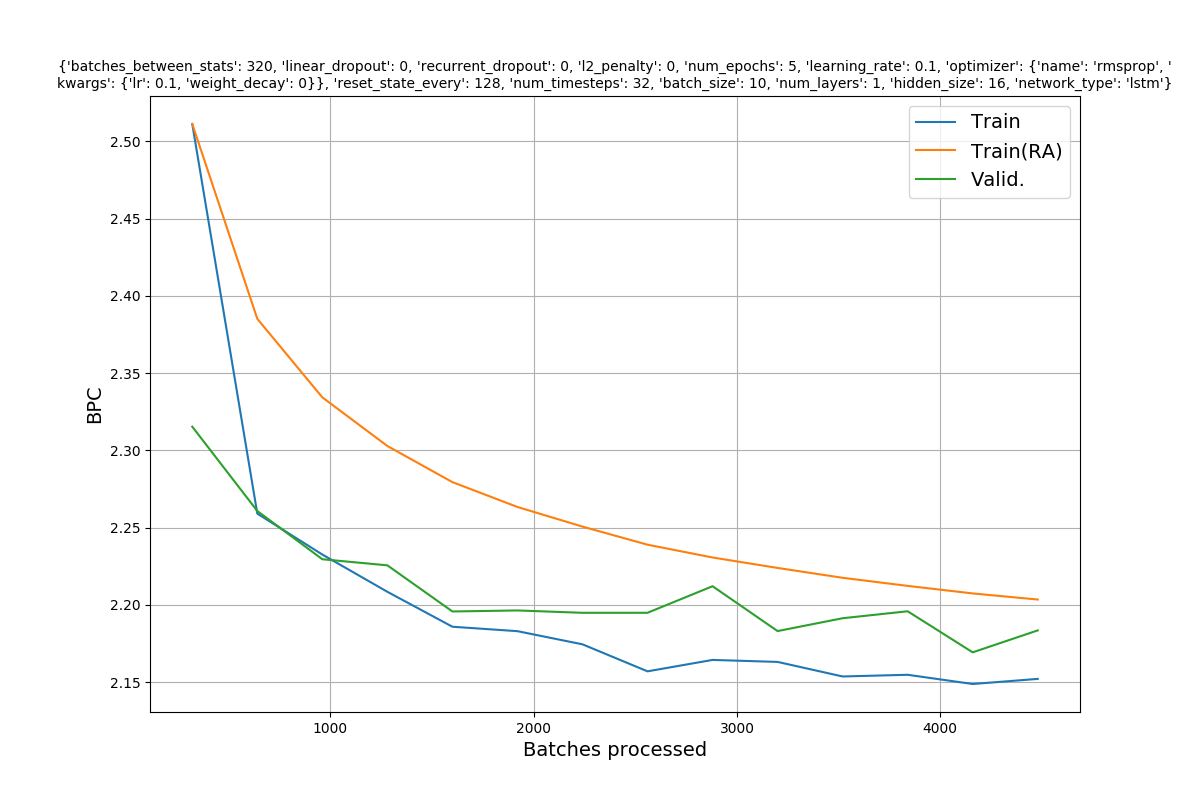 {'batches_between_stats': 320, 'linear_dropout': 0, 'recurrent_dropout': 0, 'l2_penalty': 0, 'num_epochs': 5, 'learning_rate': 0.1, 'optimizer': {'name': 'rmsprop', '
kwargs': {'lr': 0.1, 'weight_decay': 0}}, 'reset_state_every': 128, 'num_timesteps': 32, 'batch_size': 10, 'num_layers': 1, 'hidden_size': 16, 'network_type': 'lstm'}
Train
Train(RA)
Valid.
2.50
2.45
2.40
2.35
2.30
2.25
2.20
2.15
BPC
1000 2000 3000 4000
Batches processed